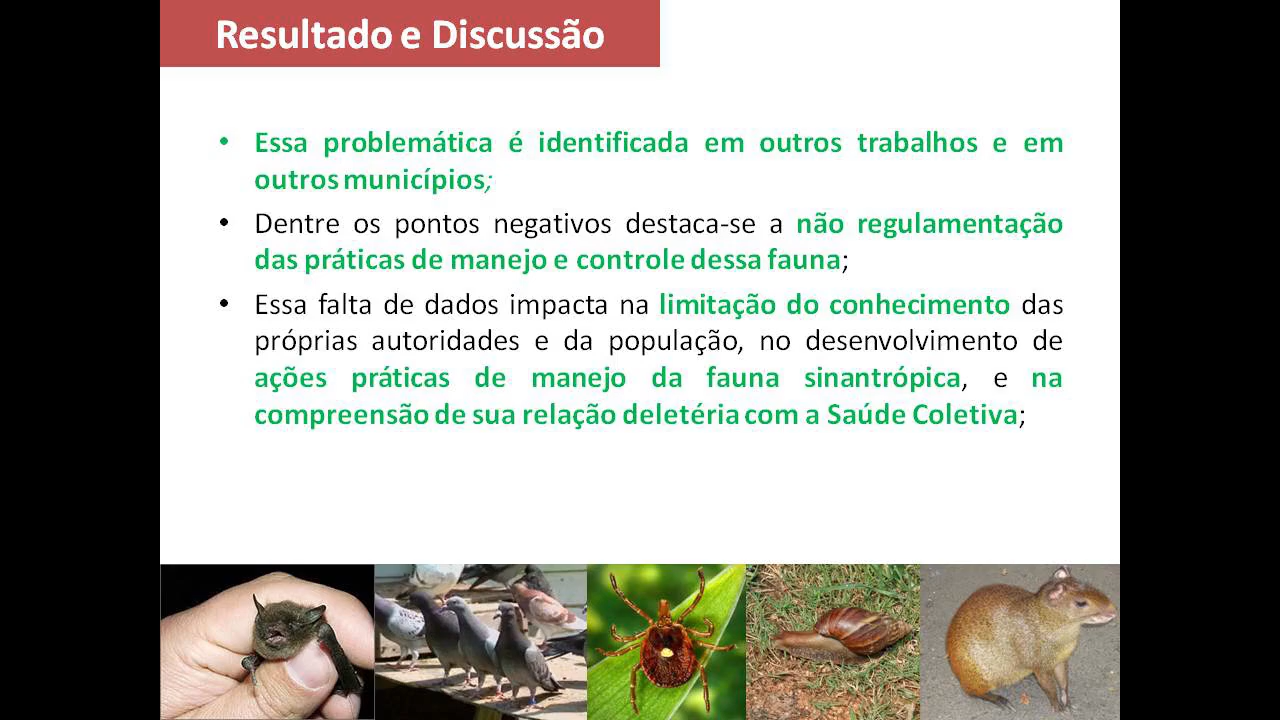 Resultado e Discussão
• Essa problemática é identificada em outros trabalhos e em
outros municípios;
• Dentre os pontos negativos destaca-se a não regulamentação
das práticas de manejo e controle dessa fauna;
• Essa falta de dados impacta na limitação do conhecimento das
próprias autoridades e da população, no desenvolvimento de
ações práticas de manejo da fauna sinantrópica, e na
compreensão de sua relação deletéria com a Saúde Coletiva;